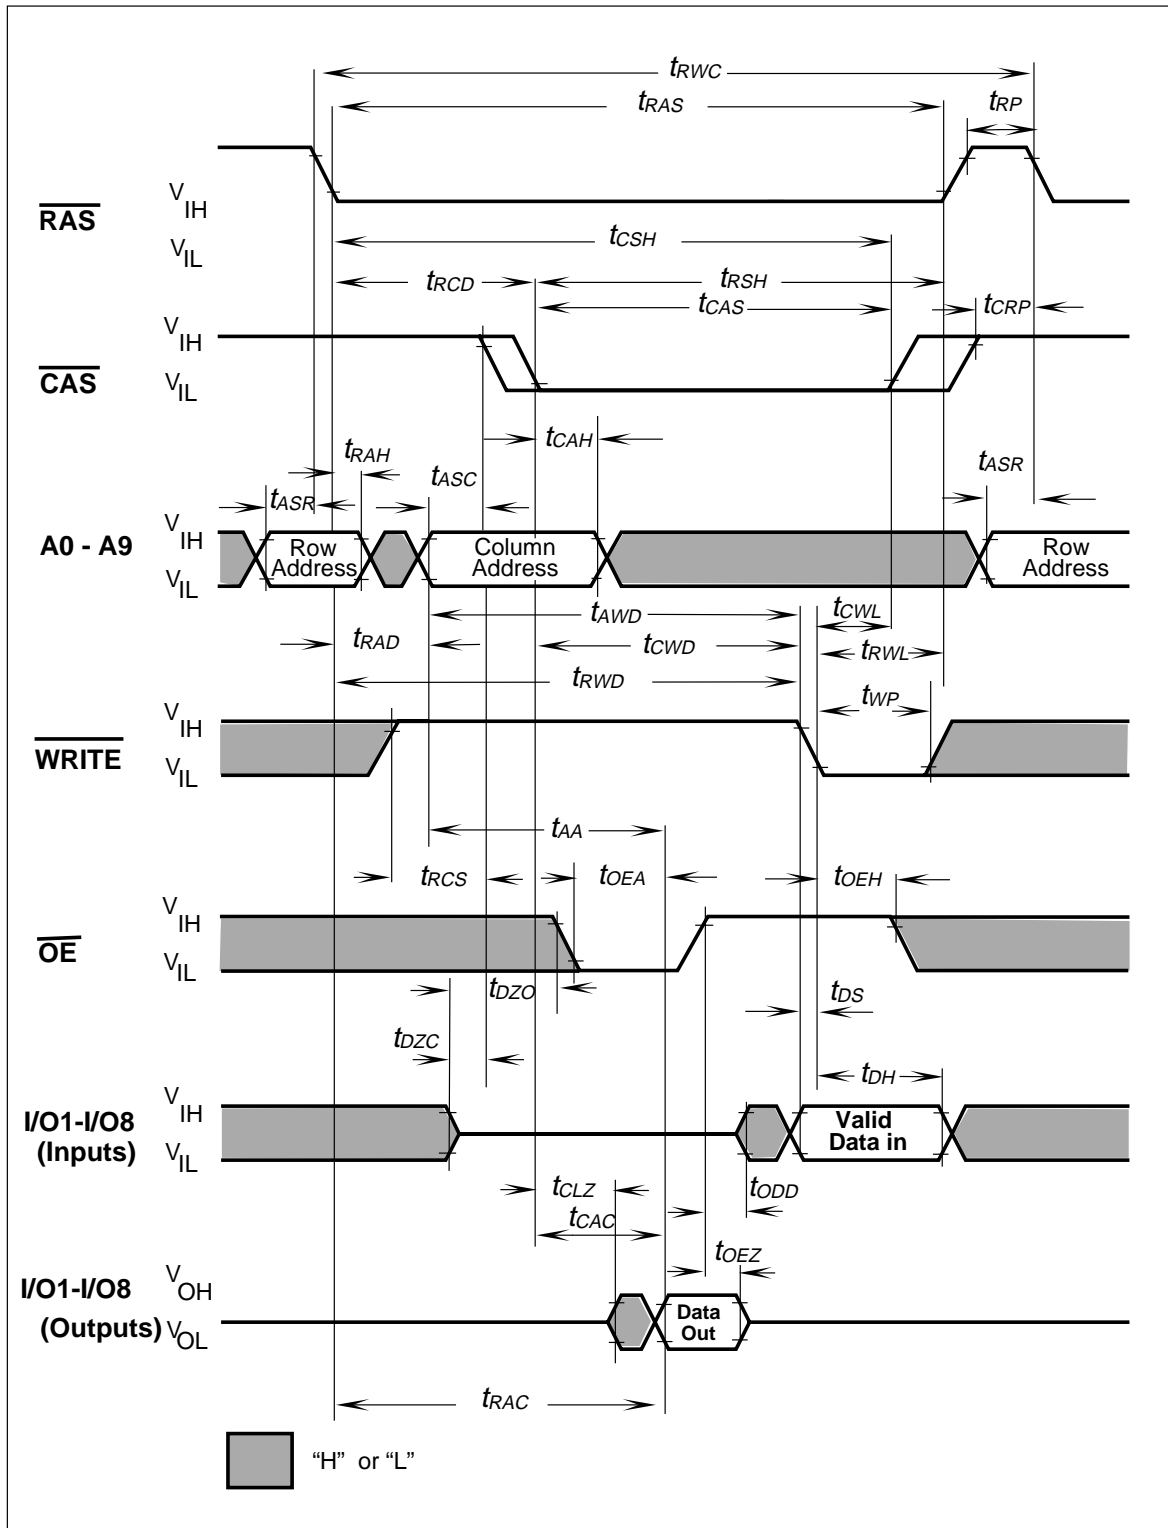 tRWC
tRAS
tRP
VIH
RAS
VIL
tCSH
tRCD
tRSH
tCAS
tCRP
VIH
CAS
VIL
tCAH
tRAH
tASC
tASR
tASR
A0 - A9
VIH
VIL
Row
Address
Column
Address
Row
Address
tAWD
tCWL
tRAD
tCWD
tRWL
tRWD
tWP
VIH
WRITE
VIL
tAA
tRCS
tOEA
tOEH
VIH
OE
VIL
tDZO
tDS
tDZC
tDH
I/O1-I/O8
(Inputs)
VIH
VIL
Valid
Data in
tCLZ
tODD
tCAC
tOEZ
I/O1-I/O8
(Outputs)
VOH
VOL
Data
Out
tRAC
“H” or “L”